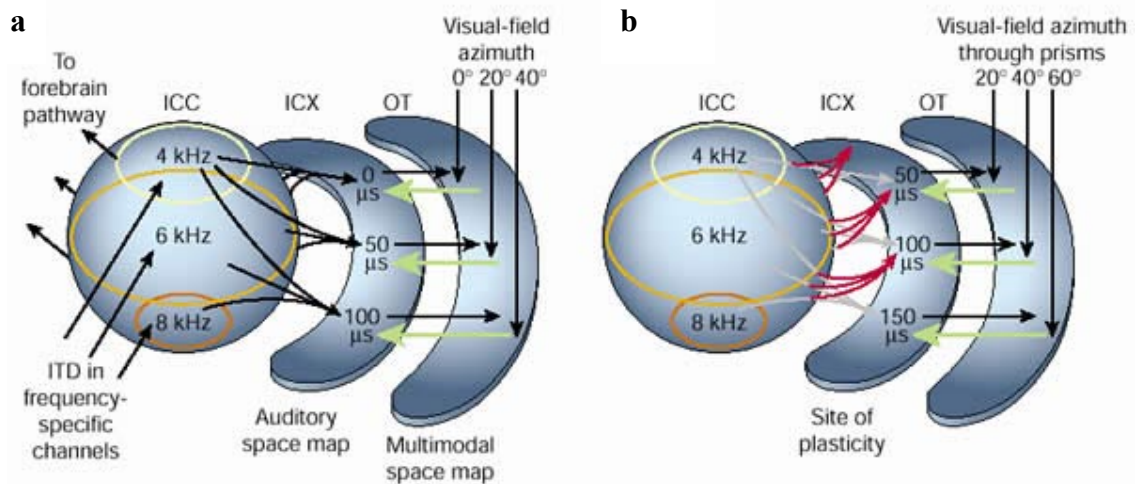 a
To
forebrain
pathway
ICC
ICX
OT
Visual-field
azimuth
0° 20° 40°
4 kHz
6 kHz
8 kHz
0
µs
50
µs
100
µs
ITD in
frequency-
specific
channels
Auditory
space map
Multimodal
space map
b
ICC
ICX
OT
Visual-field azimuth
through prisms
20° 40° 60°
4 kHz
6 kHz
8 kHz
50
µs
100
µs
150
µs
Site of
plasticity